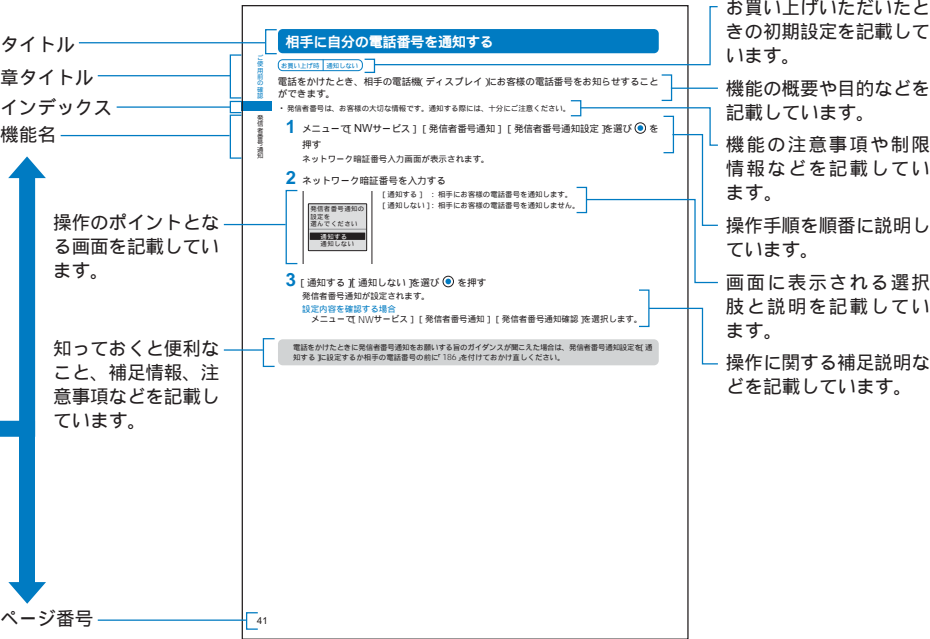 タイトル
章タイトル
インデックス
機能名
操作のポイントとな
る画面を記載してい
ます。
知っておくと便利な
こと、補足情報、注
意事項などを記載し
ています。
ページ番号
ご使用前の確認
発信者番号通知
相手に自分の電話番号を通知する
お買い上げ時 通知しない
電話をかけたとき、相手の電話機(ディスプレイ)にお客様の電話番号をお知らせすること
ができます。
・ 発信者番号は、お客様の大切な情報です。通知する際には、十分にご注意ください。
1 メニューで[NWサービス][発信者番号通知][発信者番号通知設定]を選び◉を
押す
ネットワーク暗証番号入力画面が表示されます。
2 ネットワーク暗証番号を入力する
発信者番号通知の
設定を
選んでください
通知する
通知しない
[通知する] :相手にお客様の電話番号を通知します。
[通知しない]:相手にお客様の電話番号を通知しません。
3 [通知する][通知しない]を選び◉を押す
発信者番号通知が設定されます。
設定内容を確認する場合
メニューで[NWサービス][発信者番号通知][発信者番号通知確認]を選択します。
電話をかけたときに発信者番号通知をお願いする旨のガイダンスが聞こえた場合は、発信者番号通知設定を[通
知する]に設定するか相手の電話番号の前に「186」を付けておかけ直しください。
41
お買い上げいただいたと
きの初期設定を記載して
います。
機能の概要や目的などを
記載しています。
機能の注意事項や制限
情報などを記載してい
ます。
操作手順を順番に説明し
ています。
画面に表示される選択
肢と説明を記載してい
ます。
操作に関する補足説明な
どを記載しています。